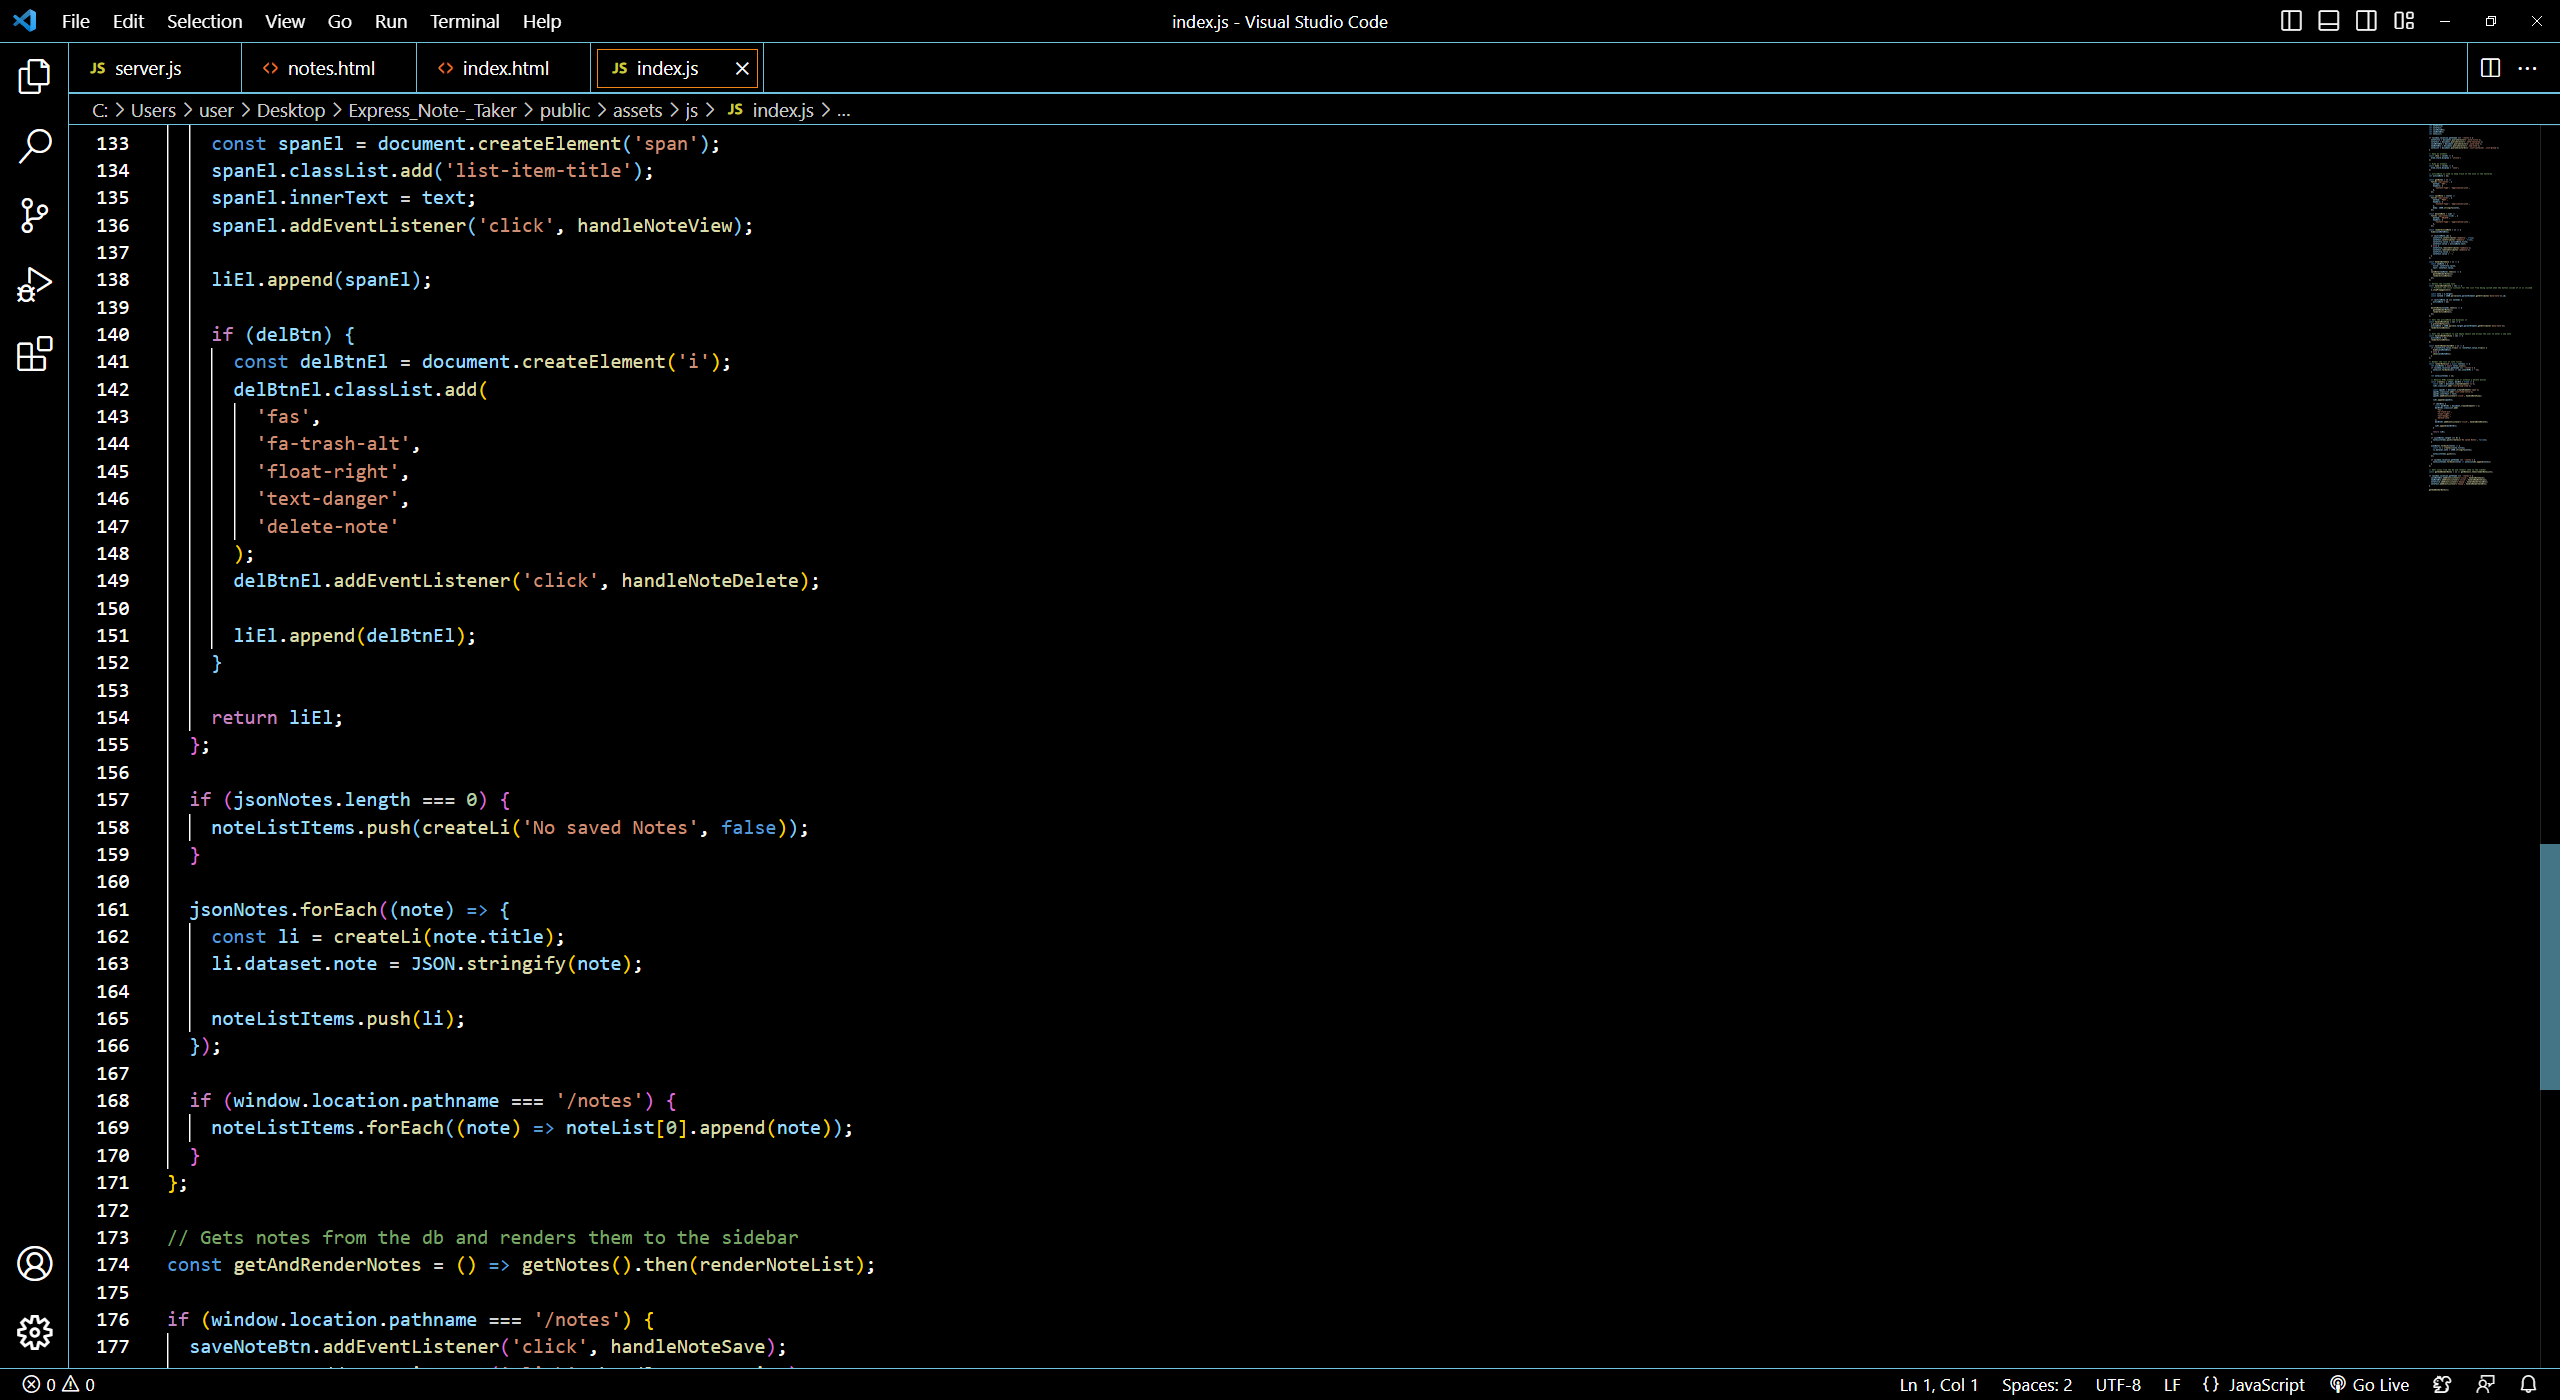 File Edit Selection View Go Run Terminal Help
index.js - Visual Studio Code
JS server.js
<> notes.html
<> index.html
JS index.js
C: > Users > user > Desktop > Express_Note-_Taker > public > assets > js > JS index.js > ...
133 const spanEl = document.createElement('span');
134 spanEl.classList.add('list-item-title');
135 spanEl.innerText = text;
136 spanEl.addEventListener('click', handleNoteView);
137
138 liEl.append(spanEl);
139
140 if (delBtn) {
141 const delBtnEl = document.createElement('i');
142 delBtnEl.classList.add(
143 'fas',
144 'fa-trash-alt',
145 'float-right',
146 'text-danger',
147 'delete-note'
148 );
149 delBtnEl.addEventListener('click', handleNoteDelete);
150
151 liEl.append(delBtnEl);
152 }
153
154 return liEl;
155 };
156
157 if (jsonNotes.length === 0) {
158 noteListItems.push(createLi('No saved Notes', false));
159 }
160
161 jsonNotes.forEach((note) => {
162 const li = createLi(note.title);
163 li.dataset.note = JSON.stringify(note);
164
165 noteListItems.push(li);
166 });
167
168 if (window.location.pathname === '/notes') {
169 noteListItems.forEach((note) => noteList[0].append(note));
170 }
171 };
172
173 // Gets notes from the db and renders them to the sidebar
174 const getAndRenderNotes = () => getNotes().then(renderNoteList);
175
176 if (window.location.pathname === '/notes') {
177 saveNoteBtn.addEventListener('click', handleNoteSave);
0 0
Ln 1, Col 1 Spaces: 2 UTF-8 LF {} JavaScript Go Live